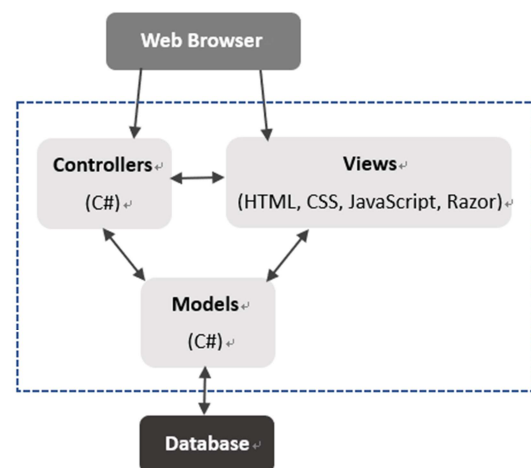 Web Browser
Controllers
(C#)
Views
(HTML, CSS, JavaScript, Razor)
Models
(C#)
Database